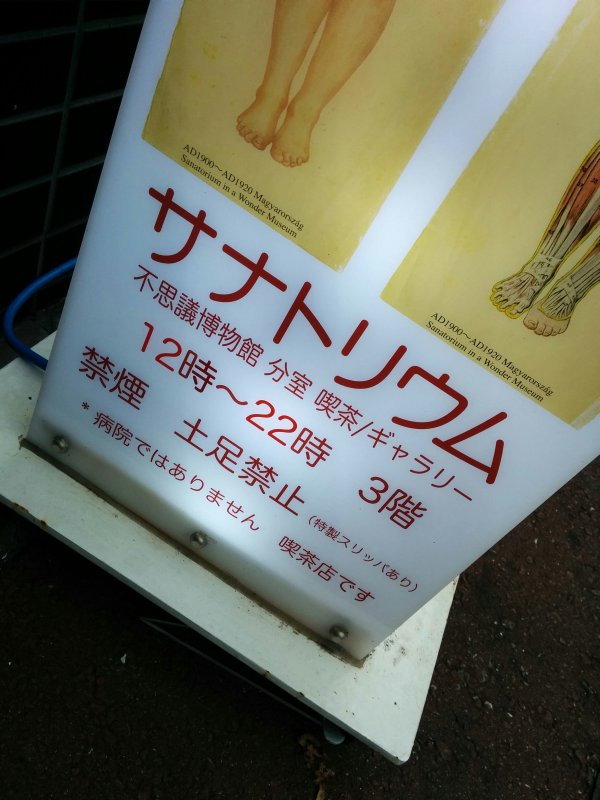 AD1900〜AD1920 Magyarország
Sanatorium in a Wonder Museum
AD1900〜AD1920 Magyarország
Sanatorium in a Wonder Museum
サナトリウム
不思議博物館 分室 喫茶/ギャラリー
12時〜22時 3階
禁煙 土足禁止 (特製スリッパあり)
* 病院ではありません 喫茶店です